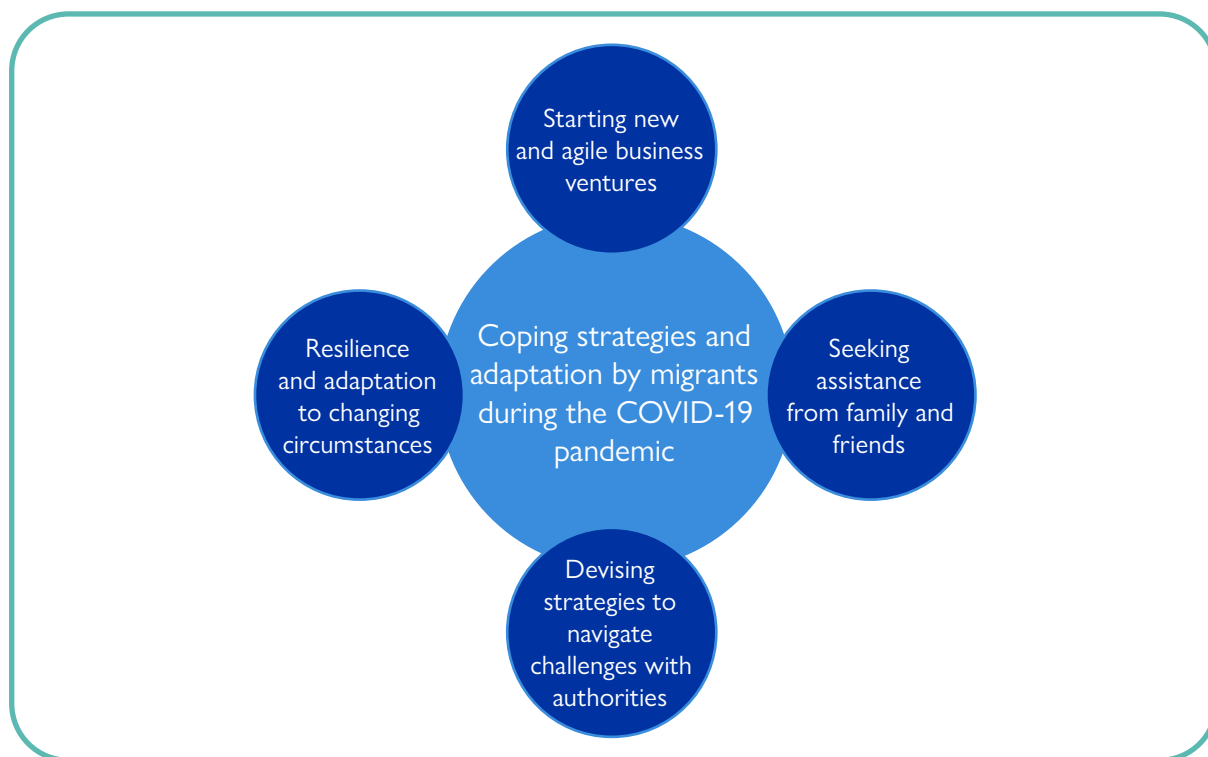 Starting new
and agile business
ventures
Resilience
and adaptation
to changing
circumstances
Coping strategies and
adaptation by migrants
during the COVID-19
pandemic
Seeking
assistance
from family and
friends
Devising
strategies to
navigate
challenges with
authorities